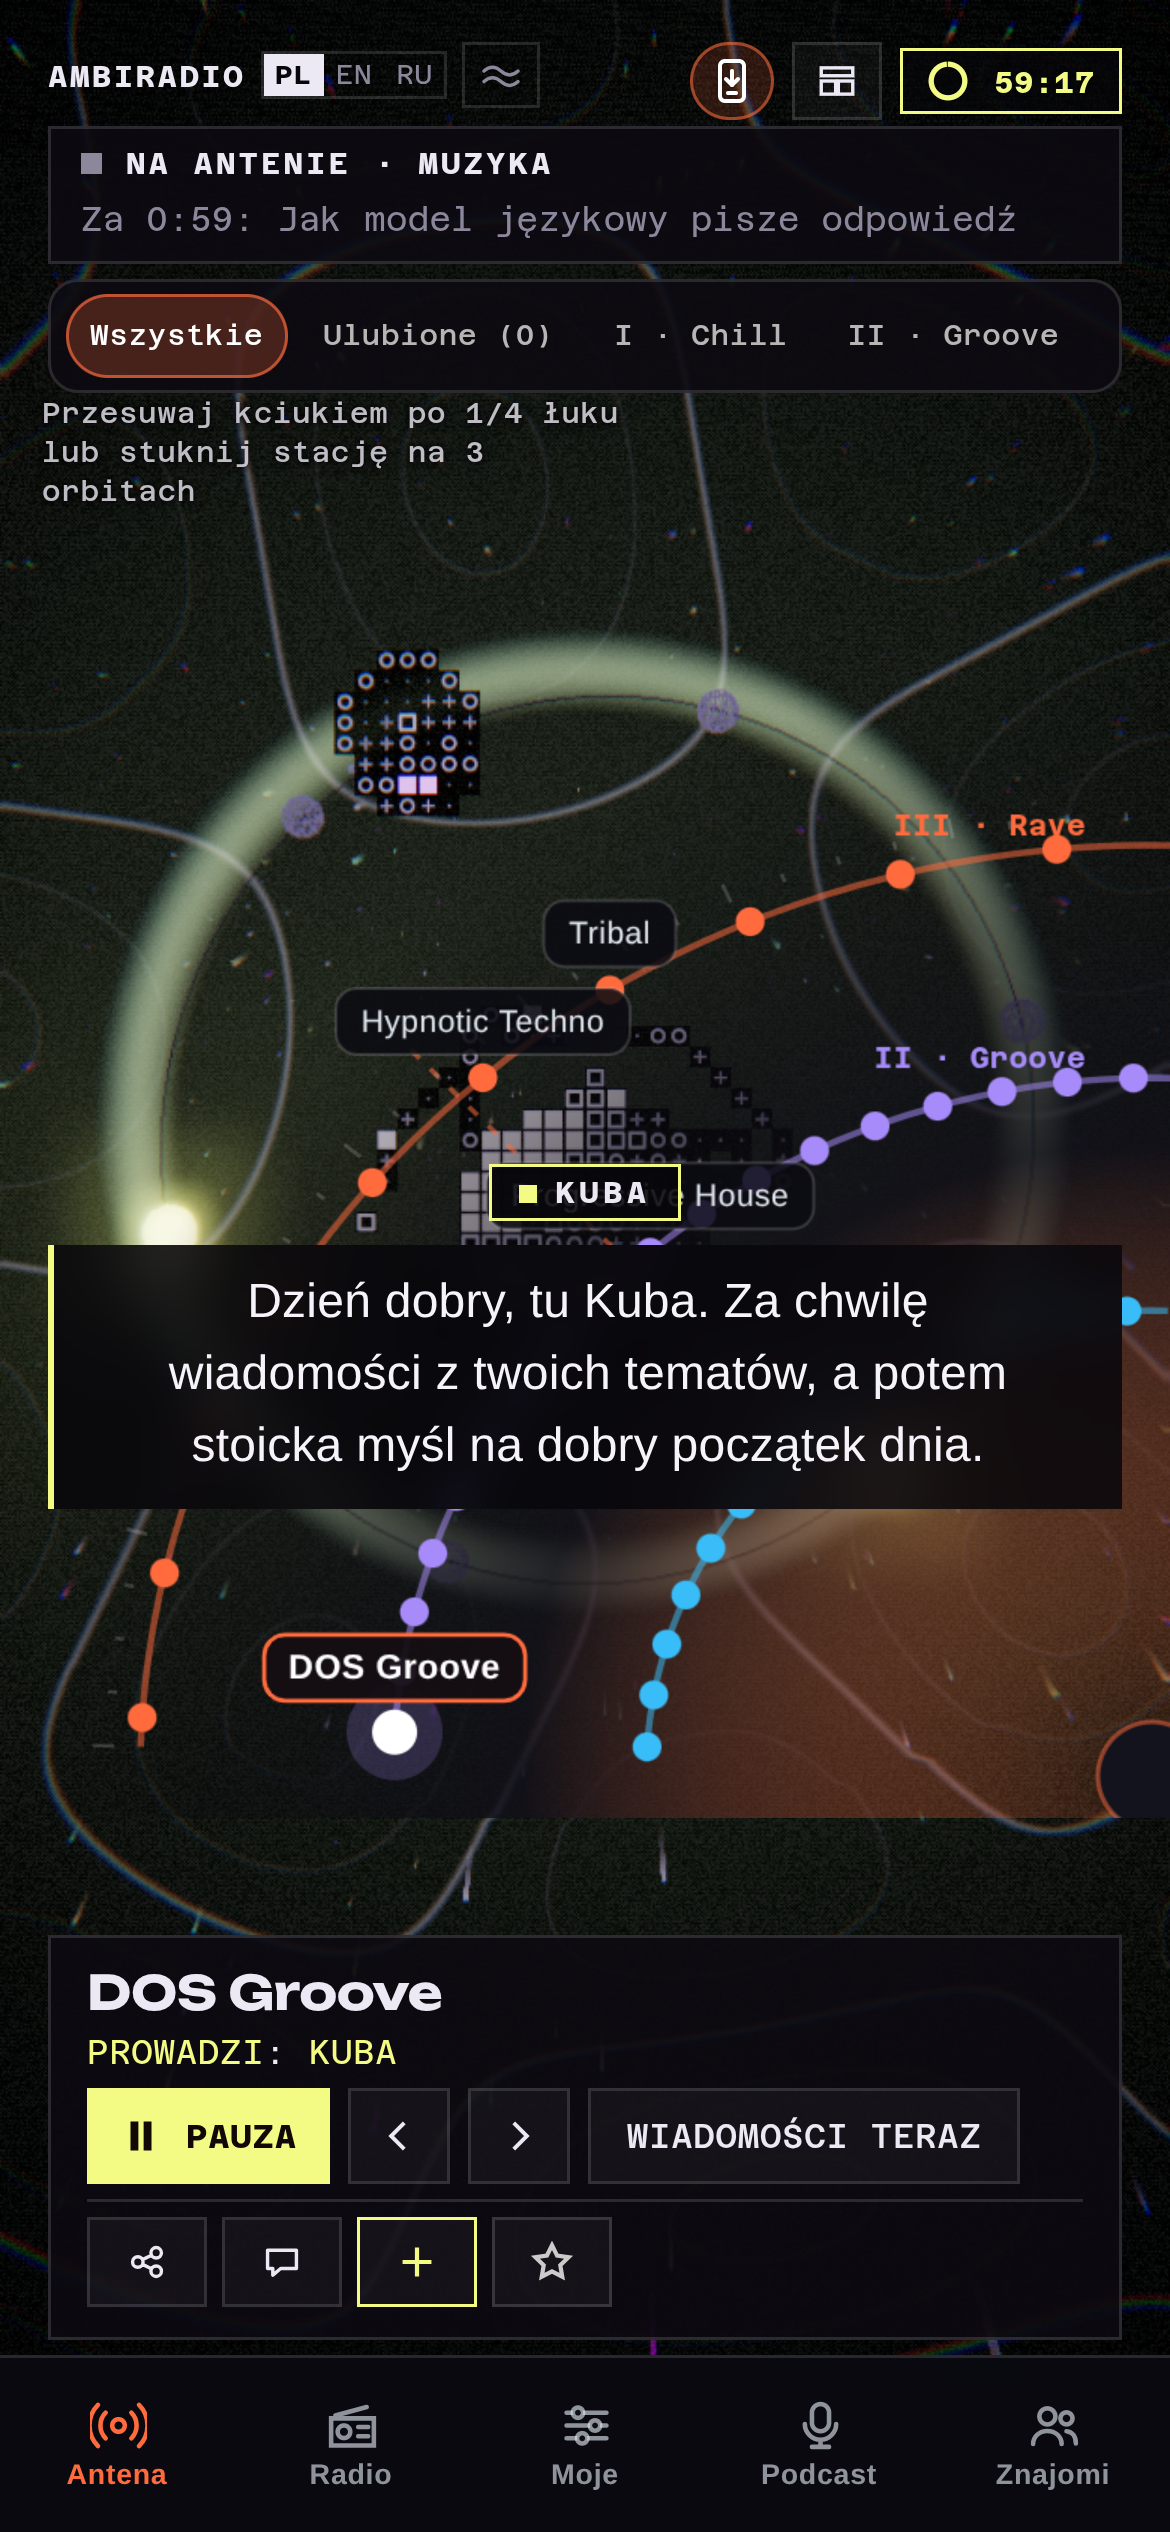 AMBIRADIO PL EN RU 59:17
NA ANTENIE · MUZYKA
Za 0:59: Jak model językowy pisze odpowiedź
Wszystkie Ulubione (0) I · Chill II · Groove
Przesuwaj kciukiem po 1/4 łuku
lub stuknij stację na 3
orbitach
III · Rave
Tribal
Hypnotic Techno
II · Groove
KUBA
House
Dzień dobry, tu Kuba. Za chwilę
wiadomości z twoich tematów, a potem
stoicka myśl na dobry początek dnia.
DOS Groove
DOS Groove
PROWADZI: KUBA
PAUZA
WIADOMOŚCI TERAZ
Antena Radio Moje Podcast Znajomi